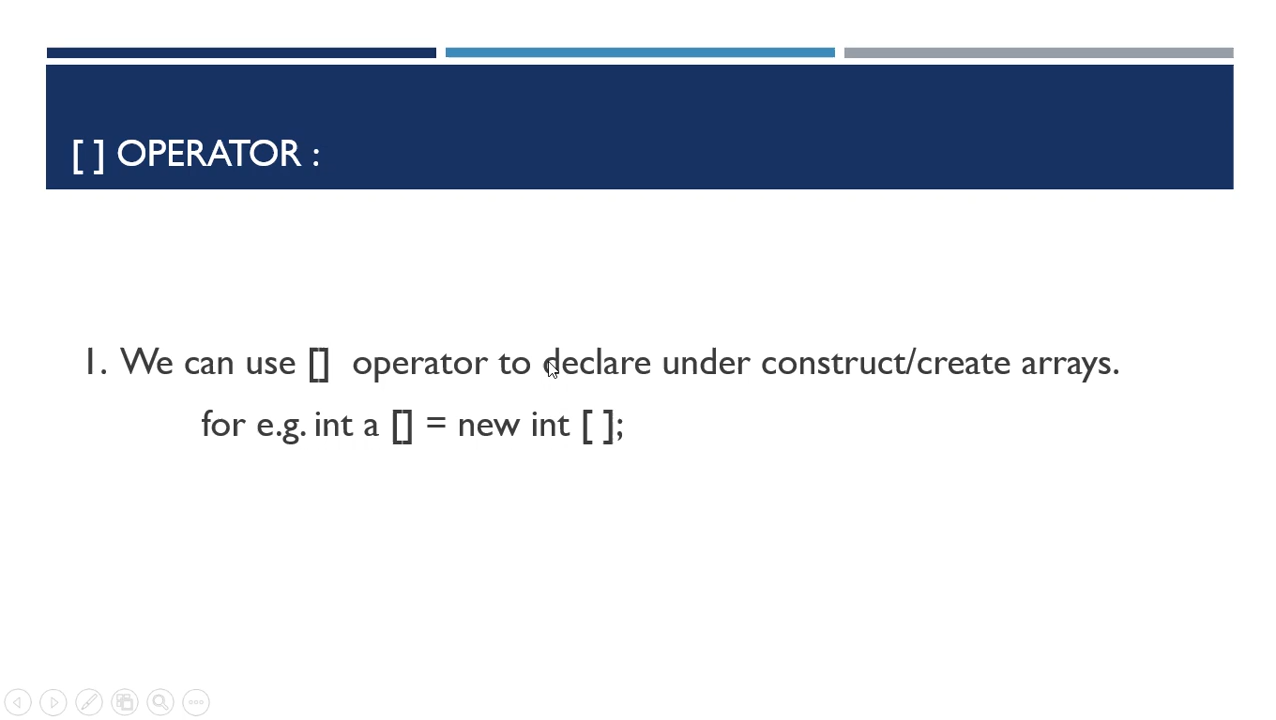 [ ] OPERATOR :
1. We can use [] operator to declare under construct/create arrays.
for e.g. int a [] = new int [ ];